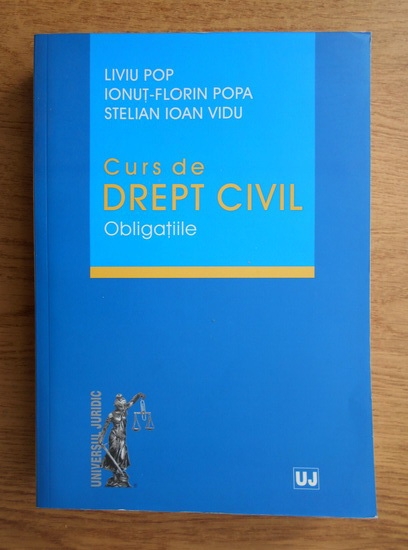 LIVIU POP
IONUȚ-FLORIN POPA
STELIAN IOAN VIDU
Curs de
DREPT CIVIL
Obligațiile
UNIVERSUL JURIDIC
UJ